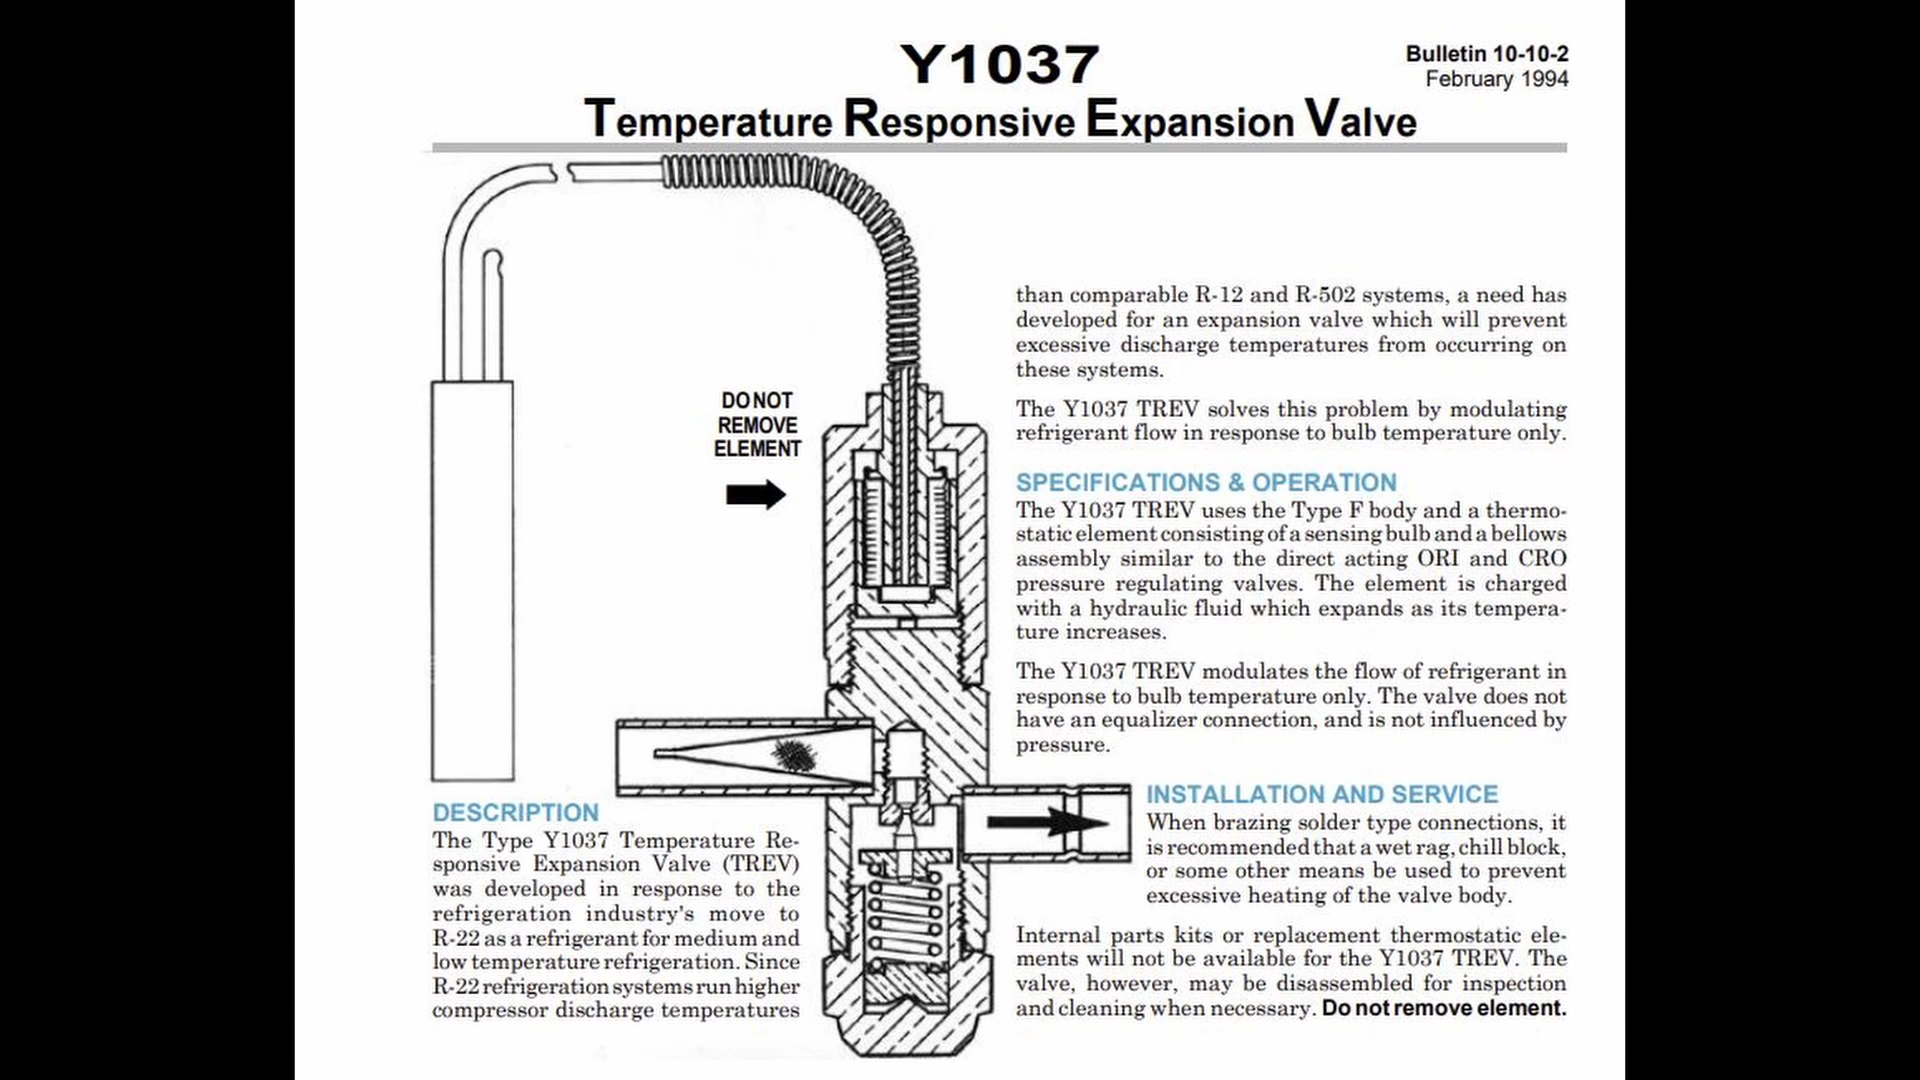 Y1037
Bulletin 10-10-2
February 1994
Temperature Responsive Expansion Valve
DO NOT
REMOVE
ELEMENT
DESCRIPTION
The Type Y1037 Temperature Re-
sponsive Expansion Valve (TREV)
was developed in response to the
refrigeration industry's move to
R-22 as a refrigerant for medium and
low temperature refrigeration. Since
R-22 refrigeration systems run higher
compressor discharge temperatures
than comparable R-12 and R-502 systems, a need has
developed for an expansion valve which will prevent
excessive discharge temperatures from occurring on
these systems.
The Y1037 TREV solves this problem by modulating
refrigerant flow in response to bulb temperature only.
SPECIFICATIONS & OPERATION
The Y1037 TREV uses the Type F body and a thermo-
static element consisting of a sensing bulb and a bellows
assembly similar to the direct acting ORI and CRO
pressure regulating valves. The element is charged
with a hydraulic fluid which expands as its tempera-
ture increases.
The Y1037 TREV modulates the flow of refrigerant in
response to bulb temperature only. The valve does not
have an equalizer connection, and is not influenced by
pressure.
INSTALLATION AND SERVICE
When brazing solder type connections, it
is recommended that a wet rag, chill block,
or some other means be used to prevent
excessive heating of the valve body.
Internal parts kits or replacement thermostatic ele-
ments will not be available for the Y1037 TREV. The
valve, however, may be disassembled for inspection
and cleaning when necessary. Do not remove element.